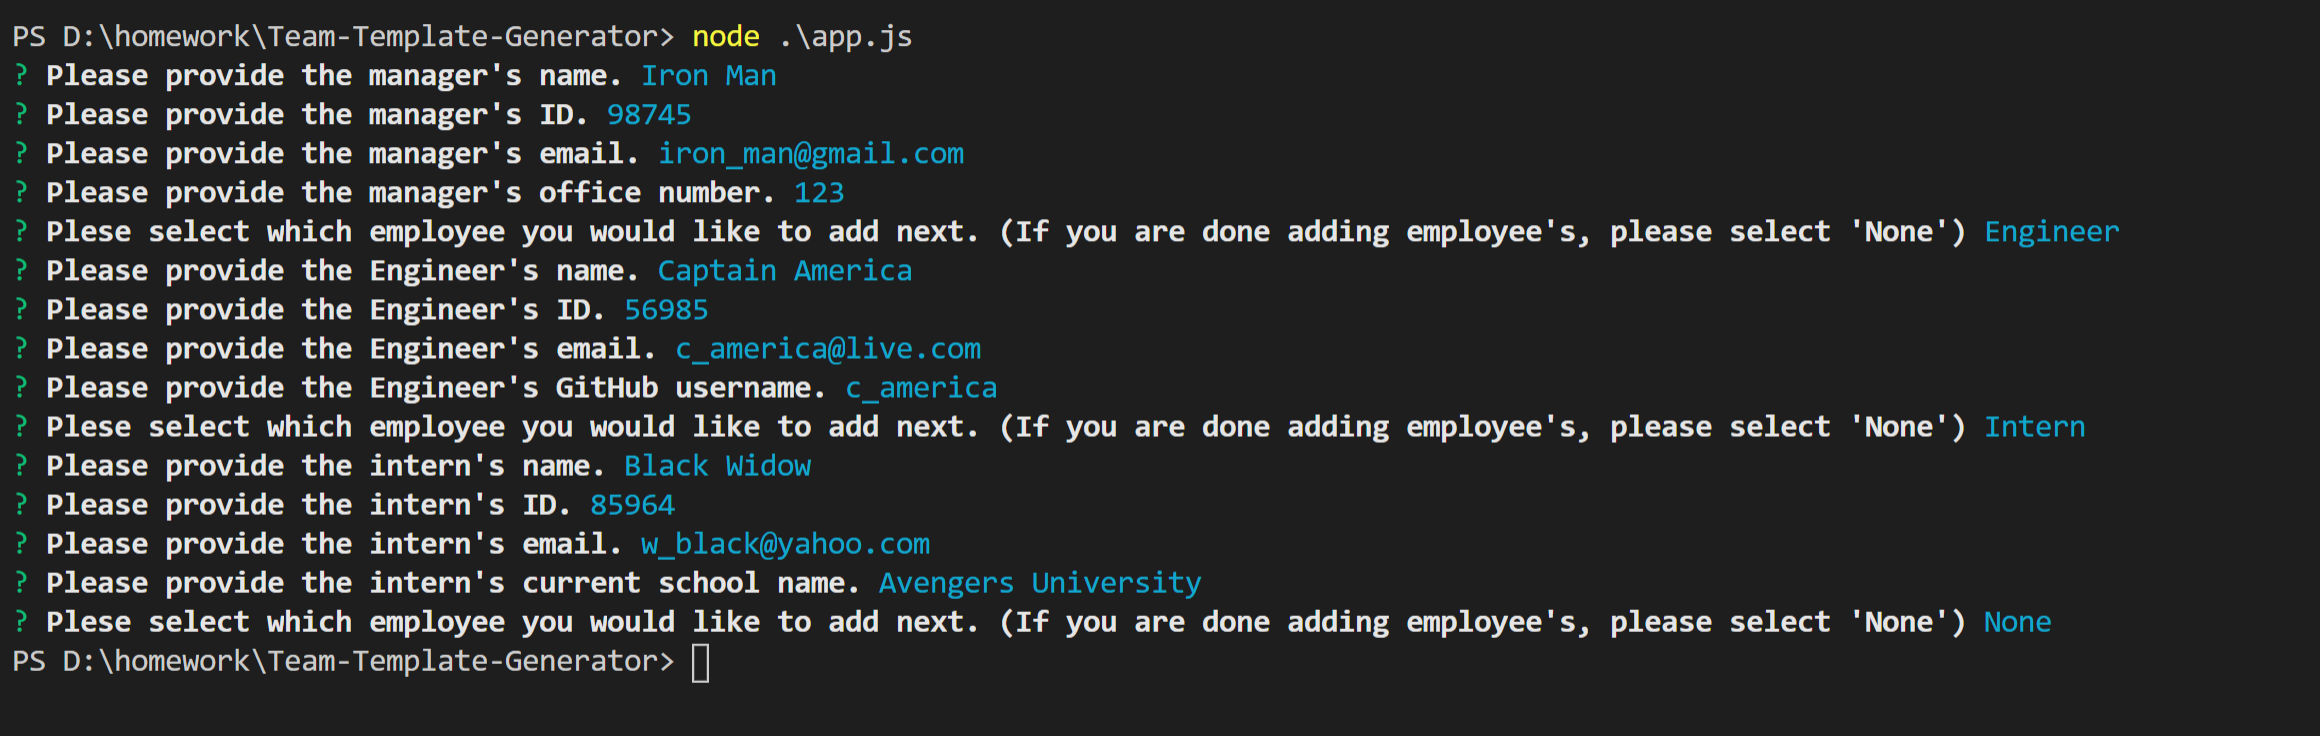 PS D:\homework\Team-Template-Generator> node .\app.js
? Please provide the manager's name. Iron Man
? Please provide the manager's ID. 98745
? Please provide the manager's email. iron_man@gmail.com
? Please provide the manager's office number. 123
? Plese select which employee you would like to add next. (If you are done adding employee's, please select 'None') Engineer
? Please provide the Engineer's name. Captain America
? Please provide the Engineer's ID. 56985
? Please provide the Engineer's email. c_america@live.com
? Please provide the Engineer's GitHub username. c_america
? Plese select which employee you would like to add next. (If you are done adding employee's, please select 'None') Intern
? Please provide the intern's name. Black Widow
? Please provide the intern's ID. 85964
? Please provide the intern's email. w_black@yahoo.com
? Please provide the intern's current school name. Avengers University
? Plese select which employee you would like to add next. (If you are done adding employee's, please select 'None') None
PS D:\homework\Team-Template-Generator>